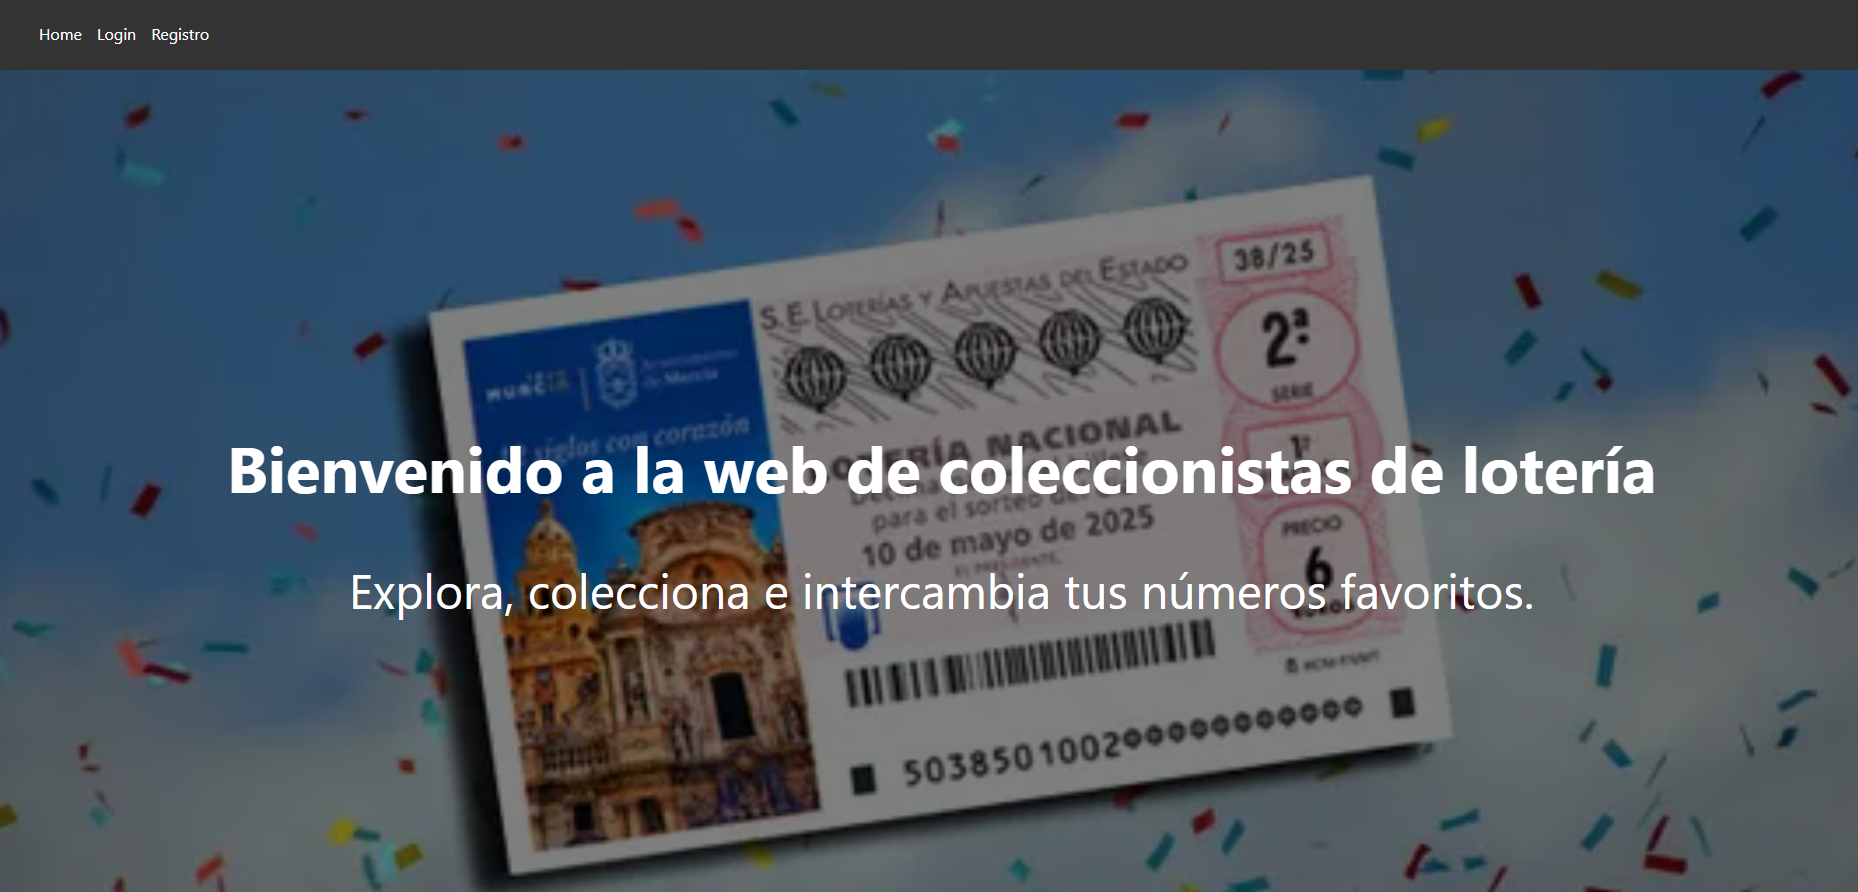 Home Login Registro
S.E. LOTERÍAS Y APUESTAS DEL ESTADO
38/25
2ª
SERIE
MURCIA
Ayuntamiento
de Murcia
siglos con corazón
LOTERÍA NACIONAL
Bienvenido a la web de coleccionistas de lotería
para el sorteo
10 de mayo de 2025
PRECIO
6
Explora, colecciona e intercambia tus números favoritos.
50385010020000000000